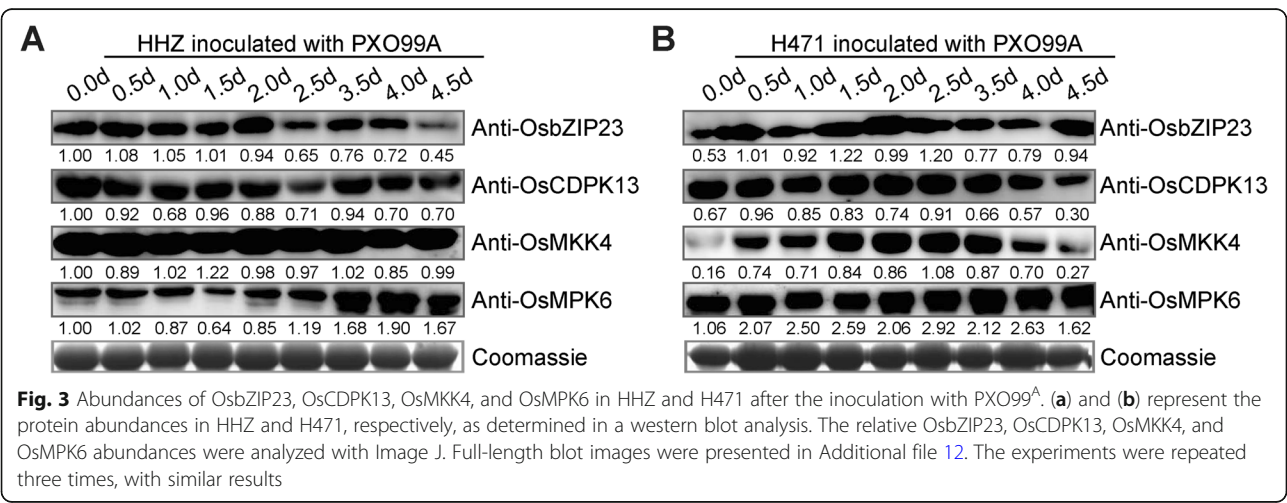 A
HHZ inoculated with PXO99A
0.0d 0.5d 1.0d 1.5d 2.0d 2.5d 3.5d 4.0d 4.5d
Anti-OsbZIP23
1.00 1.08 1.05 1.01 0.94 0.65 0.76 0.72 0.45
Anti-OsCDPK13
1.00 0.92 0.68 0.96 0.88 0.71 0.94 0.70 0.70
Anti-OsMKK4
1.00 0.89 1.02 1.22 0.98 0.97 1.02 0.85 0.99
Anti-OsMPK6
1.00 1.02 0.87 0.64 0.85 1.19 1.68 1.90 1.67
Coomassie
B
H471 inoculated with PXO99A
0.0d 0.5d 1.0d 1.5d 2.0d 2.5d 3.5d 4.0d 4.5d
Anti-OsbZIP23
0.53 1.01 0.92 1.22 0.99 1.20 0.77 0.79 0.94
Anti-OsCDPK13
0.67 0.96 0.85 0.83 0.74 0.91 0.66 0.57 0.30
Anti-OsMKK4
0.16 0.74 0.71 0.84 0.86 1.08 0.87 0.70 0.27
Anti-OsMPK6
1.06 2.07 2.50 2.59 2.06 2.92 2.12 2.63 1.62
Coomassie
Fig. 3 Abundances of OsbZIP23, OsCDPK13, OsMKK4, and OsMPK6 in HHZ and H471 after the inoculation with PXO99A. (a) and (b) represent the
protein abundances in HHZ and H471, respectively, as determined in a western blot analysis. The relative OsbZIP23, OsCDPK13, OsMKK4, and
OsMPK6 abundances were analyzed with Image J. Full-length blot images were presented in Additional file 12. The experiments were repeated
three times, with similar results